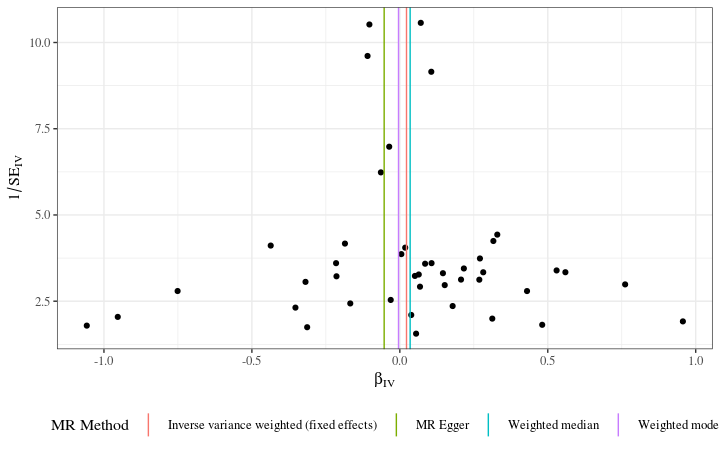 10.0
7.5
5.0
2.5
1/SE_IV
-1.0 -0.5 0.0 0.5 1.0
β_IV
MR Method Inverse variance weighted (fixed effects) MR Egger Weighted median Weighted mode